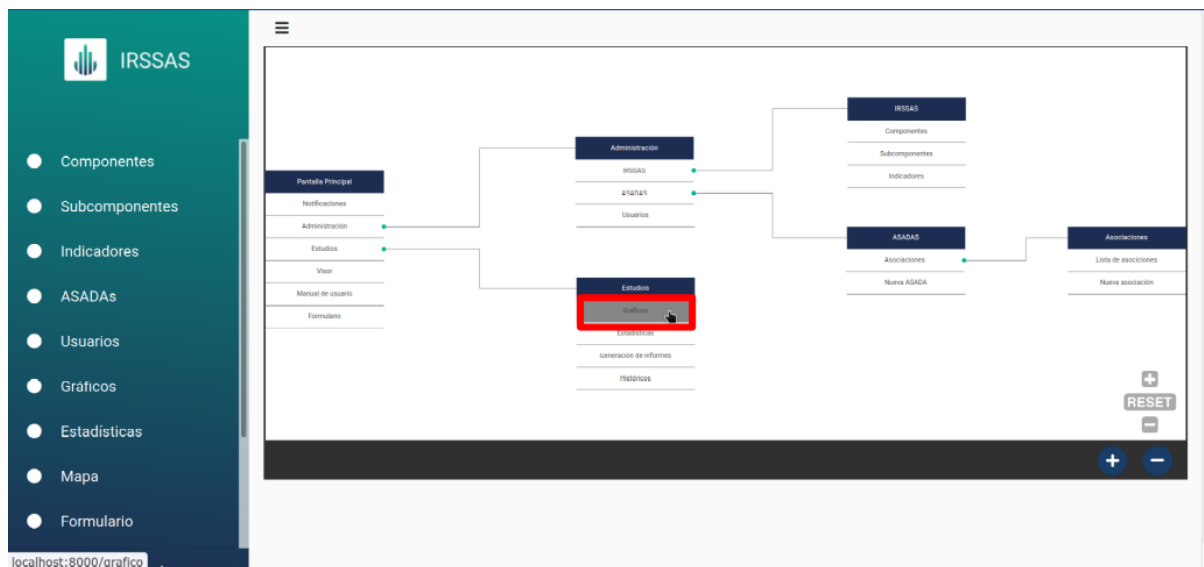 IRSSAS
Componentes
Subcomponentes
Indicadores
ASADAs
Usuarios
Gráficos
Estadísticas
Mapa
Formulario
localhost:8000/grafico
Pantalla Principal
Notificaciones
Administración
Estudios
Visor
Manual de usuario
Formulario
Administración
IRSSAS
ASADAS
Usuarios
Estudios
Gráficos
Estadísticas
Generación de informes
Históricos
IRSSAS
Componentes
Subcomponentes
Indicadores
ASADAS
Asociaciones
Nueva ASADA
Asociaciones
Lista de asociciones
Nueva asociación
RESET